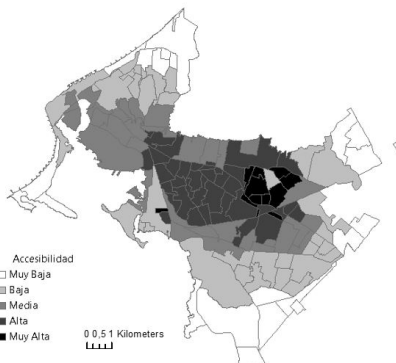 Accesibilidad
Muy Baja
Baja
Media
Alta
Muy Alta
0 0,5 1 Kilometers